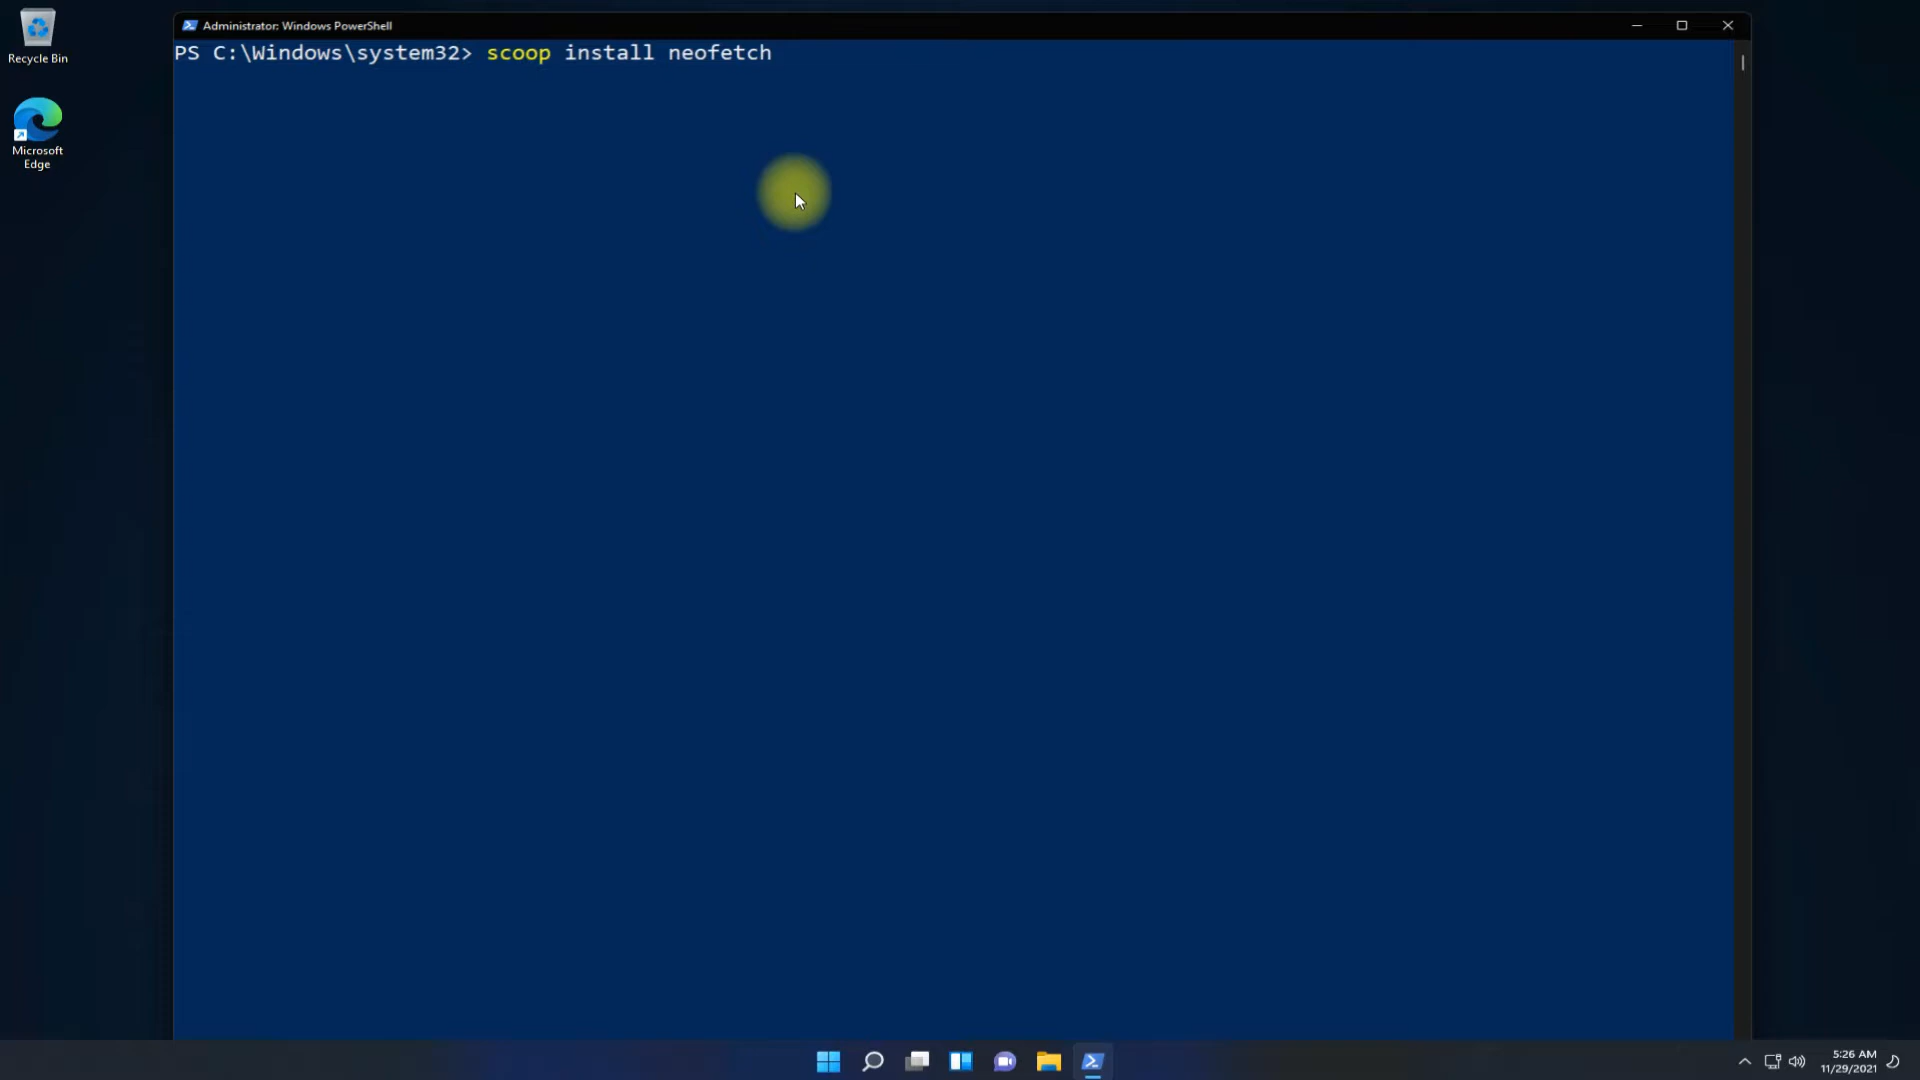 Recycle Bin
Microsoft
Edge
Administrator: Windows PowerShell
PS C:\Windows\system32> scoop install neofetch
5:26 AM
11/29/2021